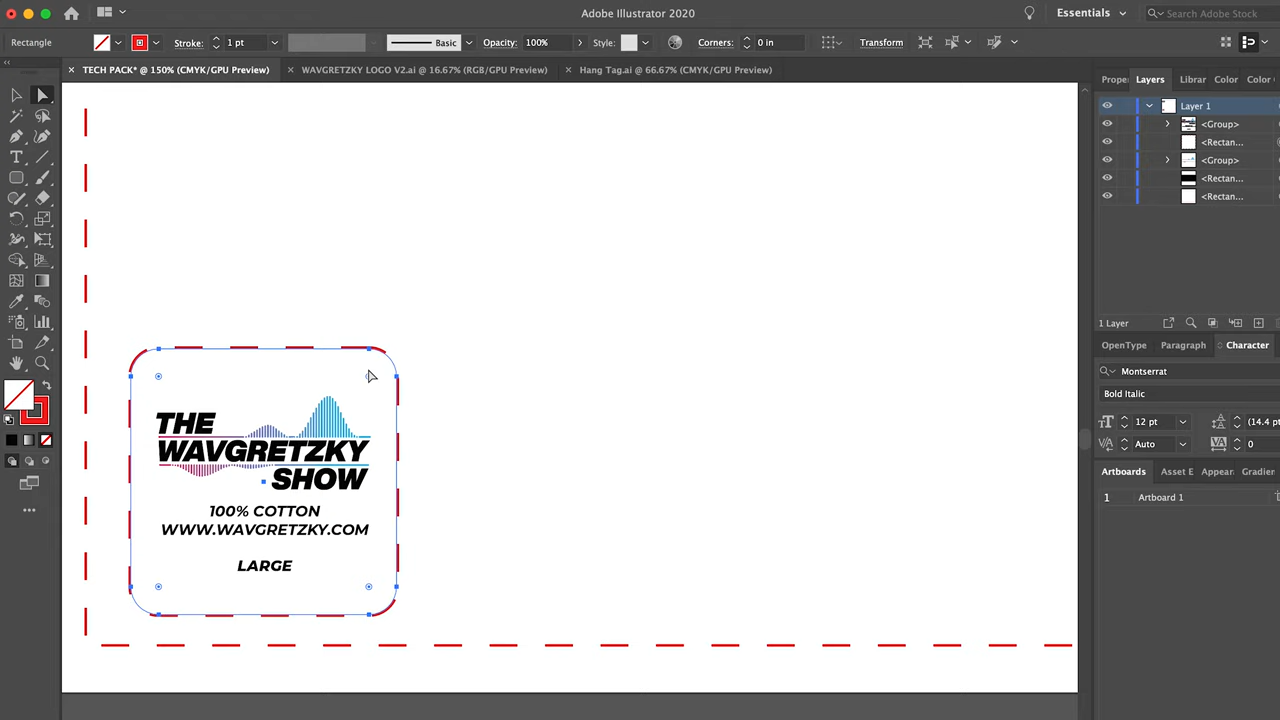 Adobe Illustrator 2020
Essentials
Search Adobe Stock
Rectangle
Stroke:
1 pt
Basic
Opacity:
100%
Style:
Corners:
0 in
Transform
TECH PACK* @ 150% (CMYK/GPU Preview)
WAVGRETZKY LOGO V2.ai @ 16.67% (RGB/GPU Preview)
Hang Tag.ai @ 66.67% (CMYK/GPU Preview)
Proper
Layers
Librar
Color
Color
Layer 1
<Group>
<Rectan...
<Group>
<Rectan...
<Rectan...
1 Layer
OpenType
Paragraph
Character
Montserrat
Bold Italic
12 pt
(14.4 p
Auto
0
Artboards
Asset E
Appear
Gradien
1
Artboard 1
THE
WAVGRETZKY
SHOW
100% COTTON
WWW.WAVGRETZKY.COM
LARGE